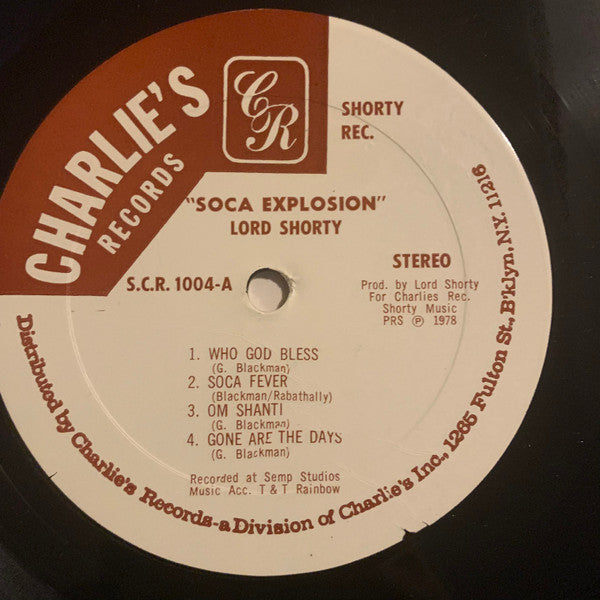 CHARLIE'S
RECORDS
CR
SHORTY
REC.
"SOCA EXPLOSION"
LORD SHORTY
S.C.R. 1004-A
STEREO
Prod. by Lord Shorty
For Charlies Rec.
Shorty Music
PRS ℗ 1978
1. WHO GOD BLESS
(G. Blackman)
2. SOCA FEVER
(Blackman/Rabathally)
3. OM SHANTI
(G. Blackman)
4. GONE ARE THE DAYS
(G. Blackman)
Recorded at Semp Studios
Music Acc. T & T Rainbow
Distributed by Charlie's Records-a Division of Charlie's Inc., 1265 Fulton St., B'klyn, N.Y. 11216